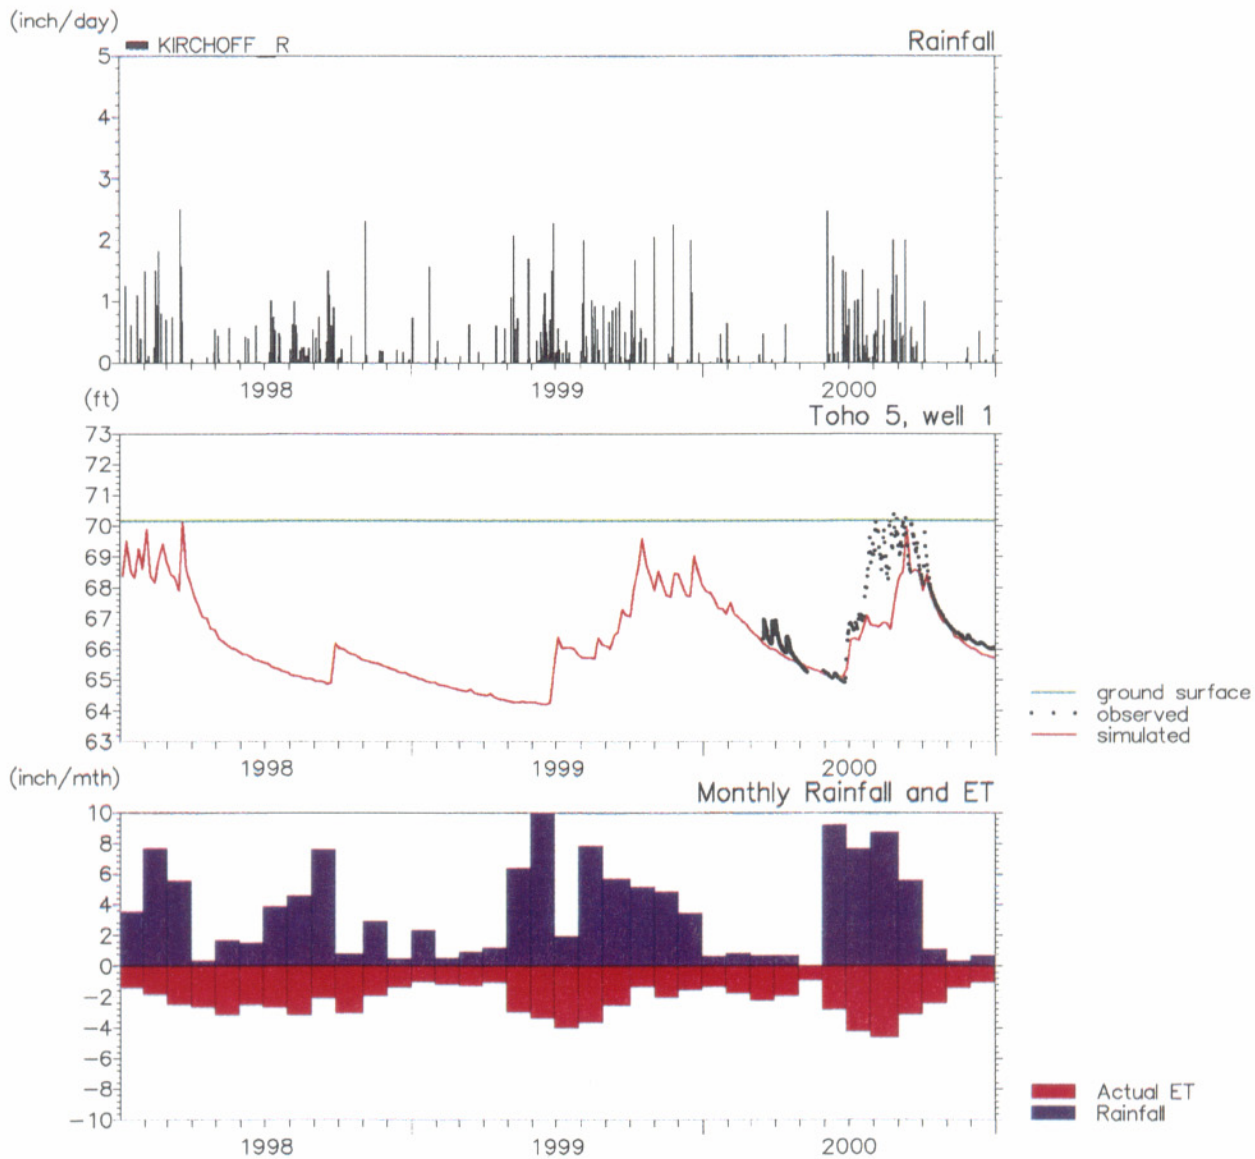 (inch/day)
KIRCHOFF_R
Rainfall
5
4
3
2
1
0
1998 1999 2000
(ft)
Toho 5, well 1
73
72
71
70
69
68
67
66
65
64
63
ground surface
observed
simulated
1998 1999 2000
(inch/mth)
Monthly Rainfall and ET
10
8
6
4
2
0
-2
-4
-6
-8
-10
Actual ET
Rainfall
1998 1999 2000